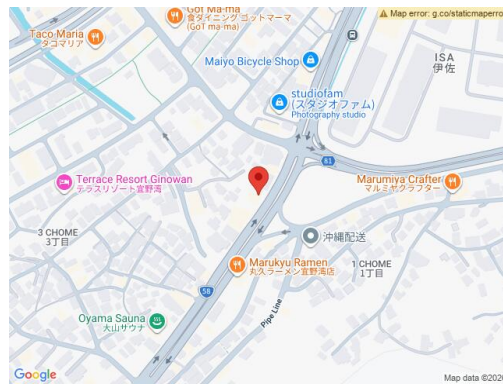 Got Ma-ma
食ダイニング ゴットマーマ
(GoT ma-ma)
Map error: g.co/staticmaperro
Taco Maria
タコマリア
Maiyo Bicycle Shop
ISA
伊佐
studiofam
(スタジオファム)
Photography studio
81
Terrace Resort Ginowan
テラスリゾート宜野湾
Marumiya Crafter
マルミヤクラフター
3 CHOME
3丁目
沖縄配送
Marukyu Ramen
丸久ラーメン宜野湾店
1 CHOME
1丁目
58
Oyama Sauna
大山サウナ
Pipe Line
Google
Map data ©202